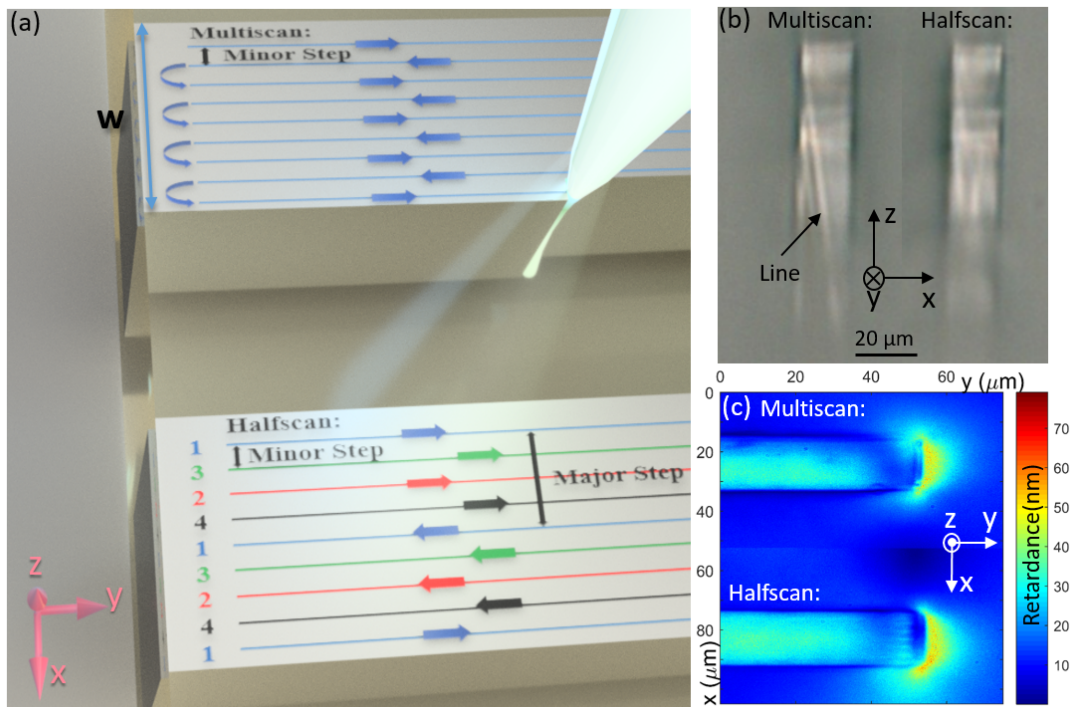 (a)
Multiscan:
Minor Step
W
Halfscan:
1
Minor Step
3
Major Step
2
4
1
3
2
4
1
z
y
x
(b)
Multiscan: Halfscan:
Line
z
y
x
20 μm
0 20 40 60
y (μm)
0
20
40
60
80
x (μm)
(c)
Multiscan:
z
y
x
Halfscan:
70
60
50
40
30
20
10
Retardance(nm)